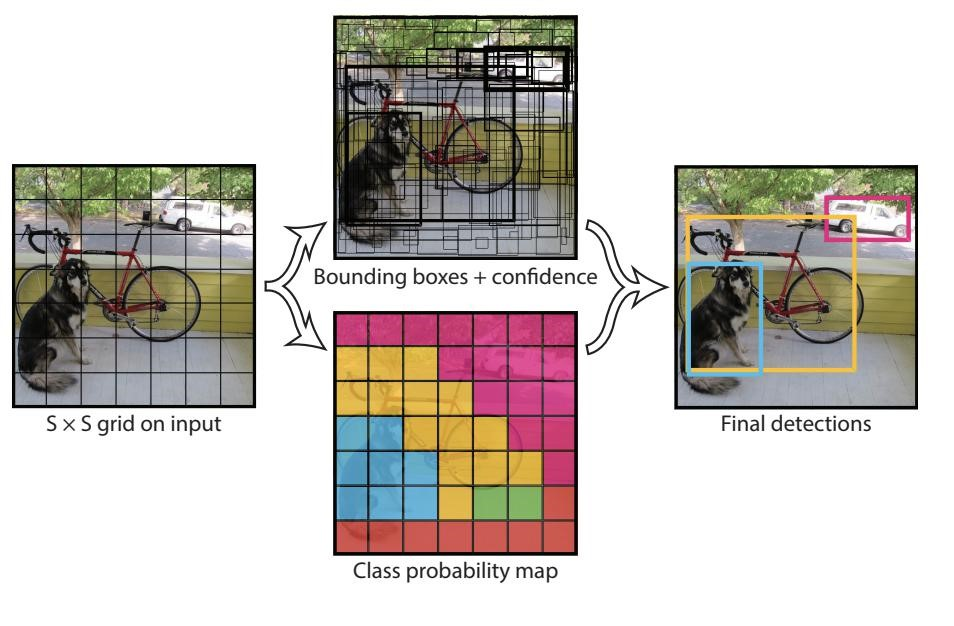 Bounding boxes + confidence
S × S grid on input
Final detections
Class probability map